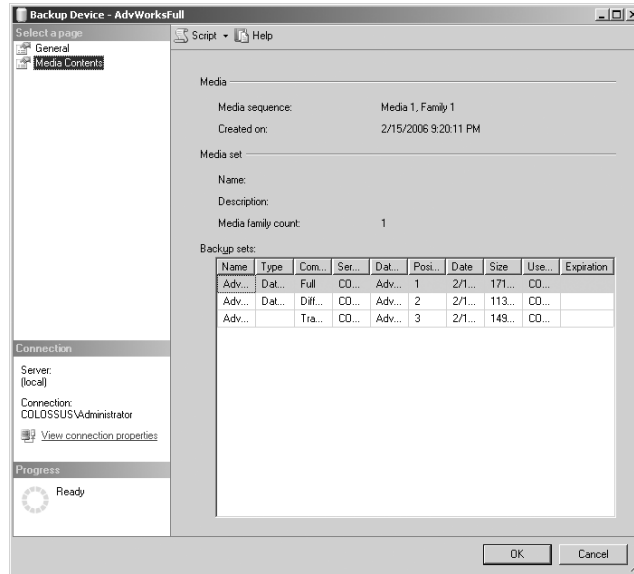 Backup Device - AdvWorksFull
Select a page
General
Media Contents
Script Help
Media
Media sequence: Media 1, Family 1
Created on: 2/15/2006 9:20:11 PM
Media set
Name:
Description:
Media family count: 1
Backup sets:
Name Type Com... Ser... Dat... Posi... Date Size Use... Expiration
Adv... Dat... Full CO... Adv... 1 2/1... 171... CO...
Adv... Dat... Diff... CO... Adv... 2 2/1... 113... CO...
Adv... Tra... CO... Adv... 3 2/1... 149... CO...
Connection
Server:
(local)
Connection:
COLOSSUS\Administrator
View connection properties
Progress
Ready
OK Cancel